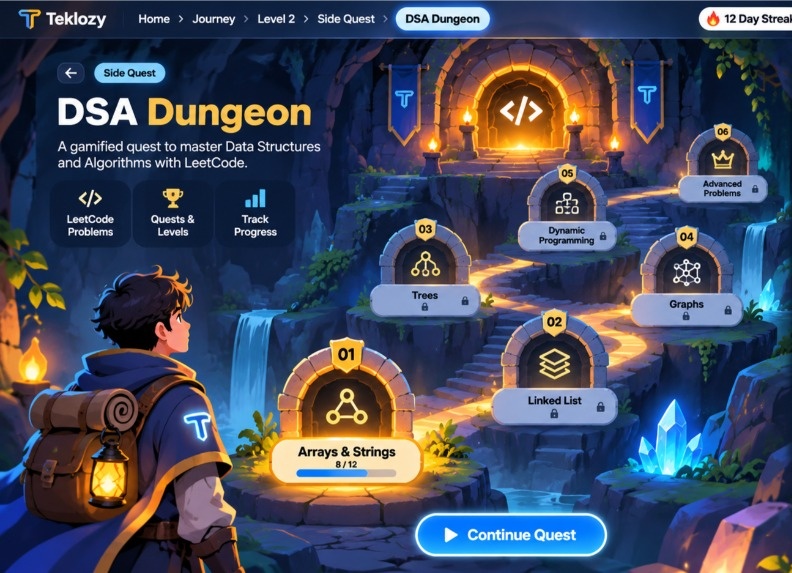 Teklozy
Home > Journey > Level 2 > Side Quest > DSA Dungeon
12 Day Streak
Side Quest
DSA Dungeon
A gamified quest to master Data Structures
and Algorithms with LeetCode.
</>
LeetCode
Problems
Quests &
Levels
Track
Progress
</>
06
Advanced
Problems
05
Dynamic
Programming
03
Trees
04
Graphs
02
Linked List
01
Arrays & Strings
8 / 12
Continue Quest